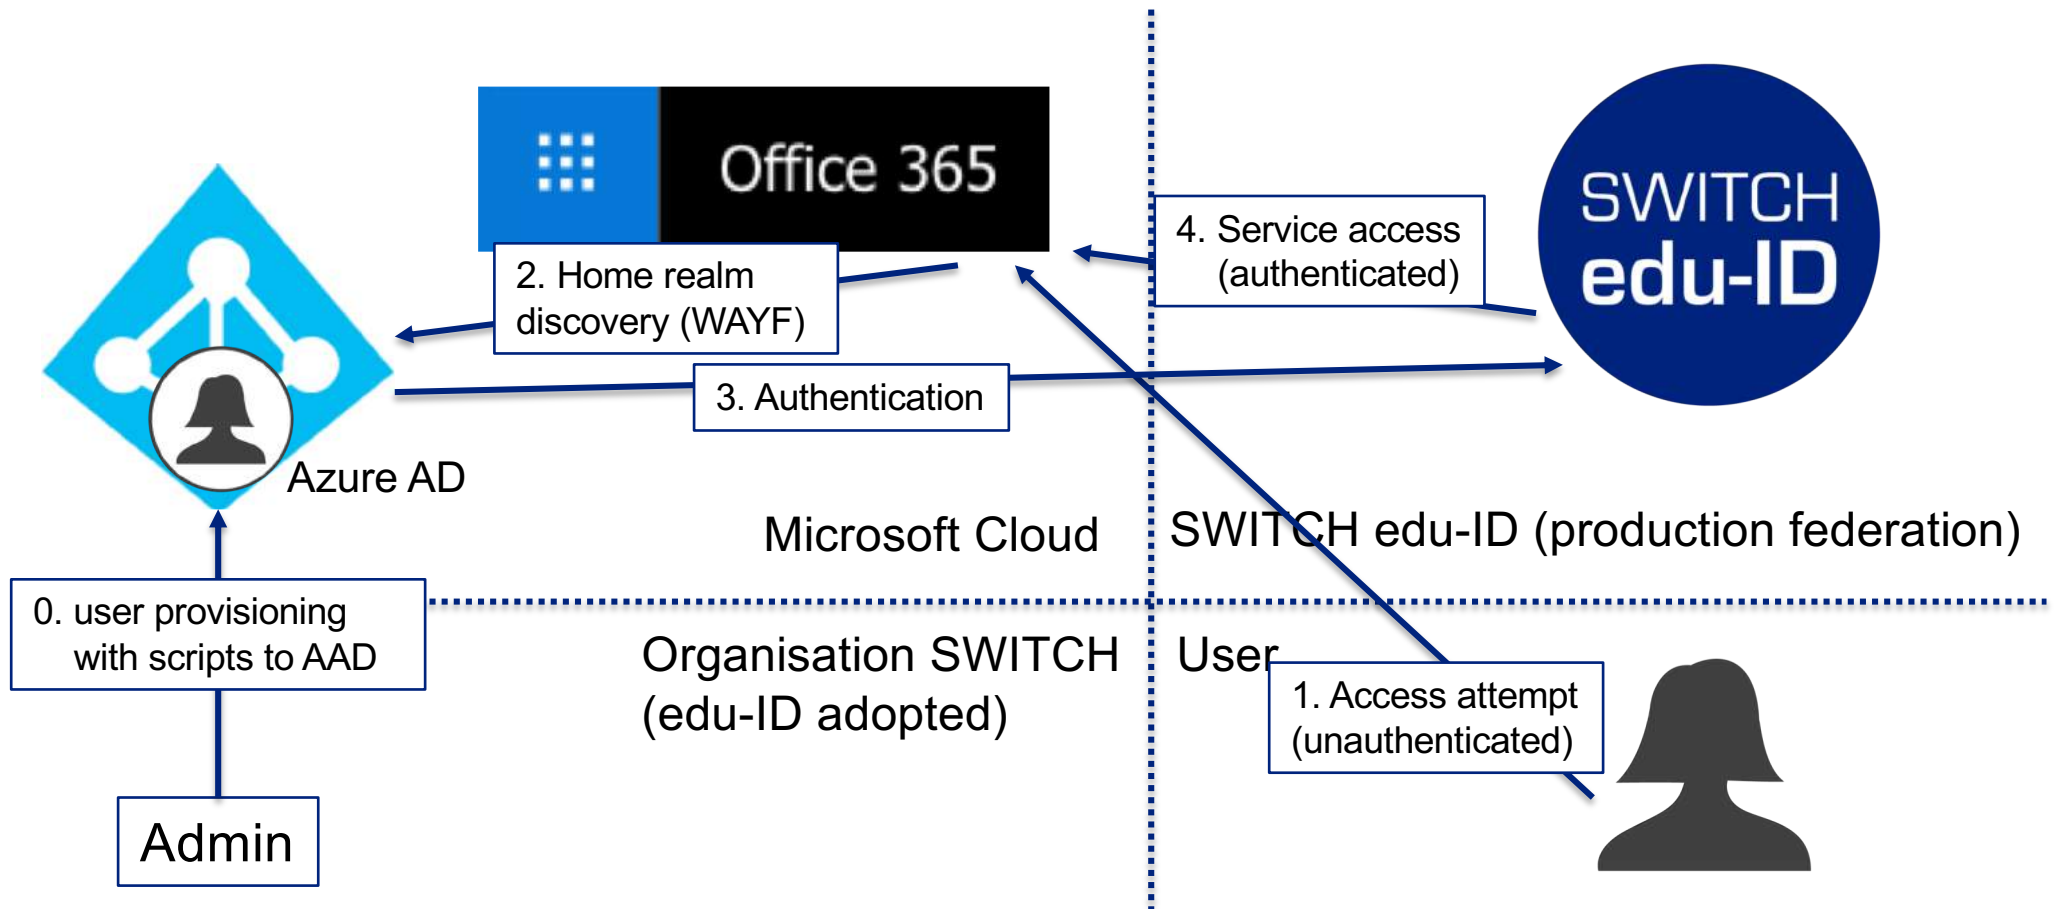 Office 365
SWITCH
edu-ID
4. Service access
(authenticated)
2. Home realm
discovery (WAYF)
3. Authentication
Azure AD
Microsoft Cloud
SWITCH edu-ID (production federation)
0. user provisioning
with scripts to AAD
Organisation SWITCH
(edu-ID adopted)
User
1. Access attempt
(unauthenticated)
Admin